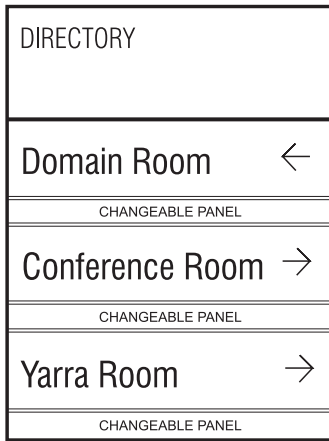 DIRECTORY
Domain Room ←
CHANGEABLE PANEL
Conference Room →
CHANGEABLE PANEL
Yarra Room →
CHANGEABLE PANEL